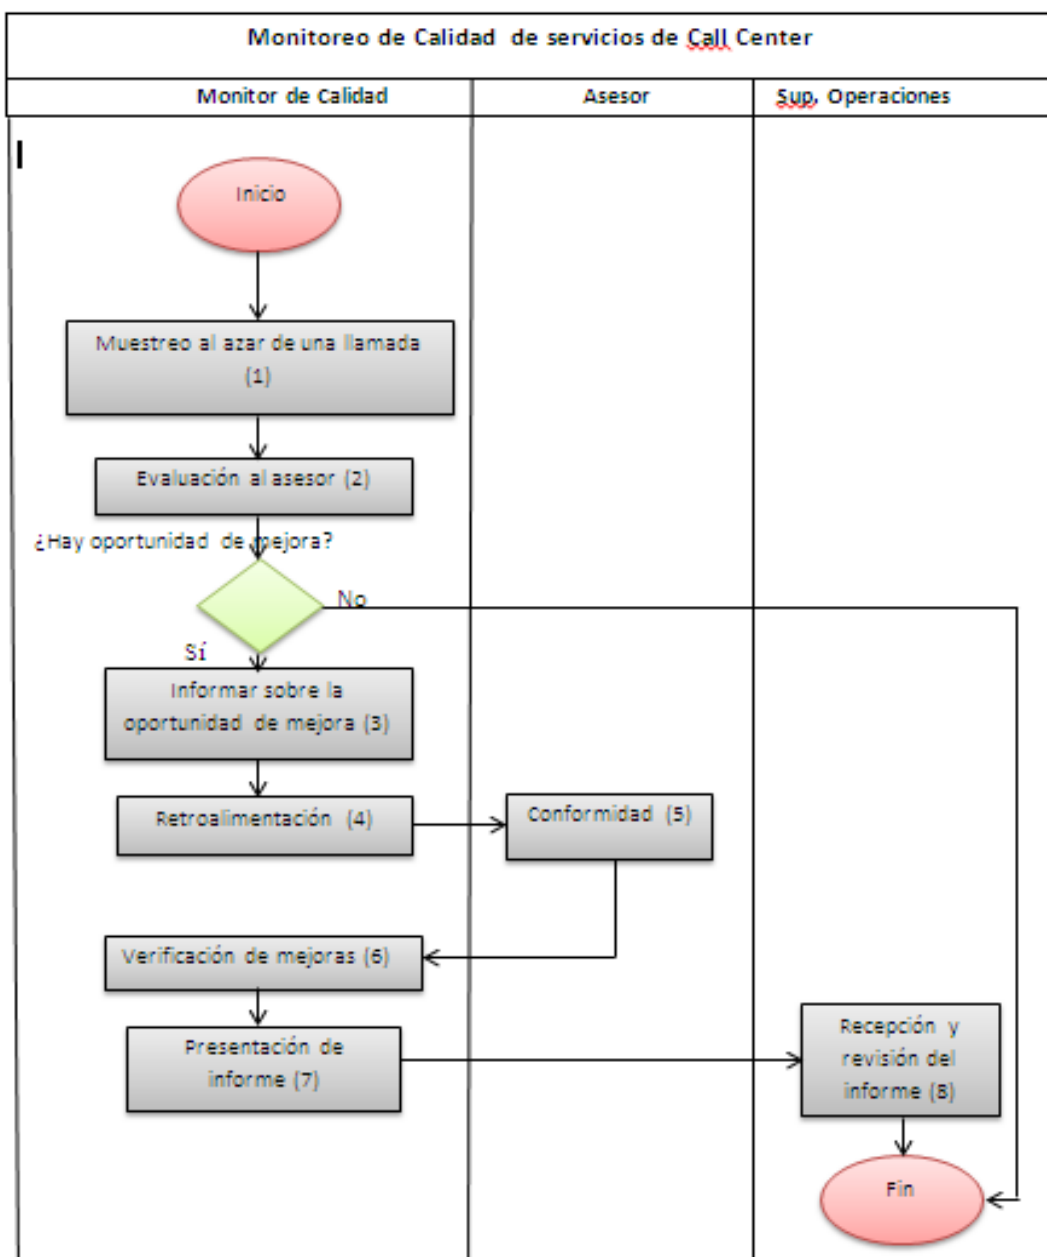 Monitoreo de Calidad de servicios de Call Center
Monitor de Calidad
Asesor
Sup. Operaciones
Inicio
Muestreo al azar de una llamada
(1)
Evaluación al asesor (2)
¿Hay oportunidad de mejora?
No
Sí
Informar sobre la
oportunidad de mejora (3)
Retroalimentación (4)
Conformidad (5)
Verificación de mejoras (6)
Presentación de
informe (7)
Recepción y
revisión del
informe (8)
Fin